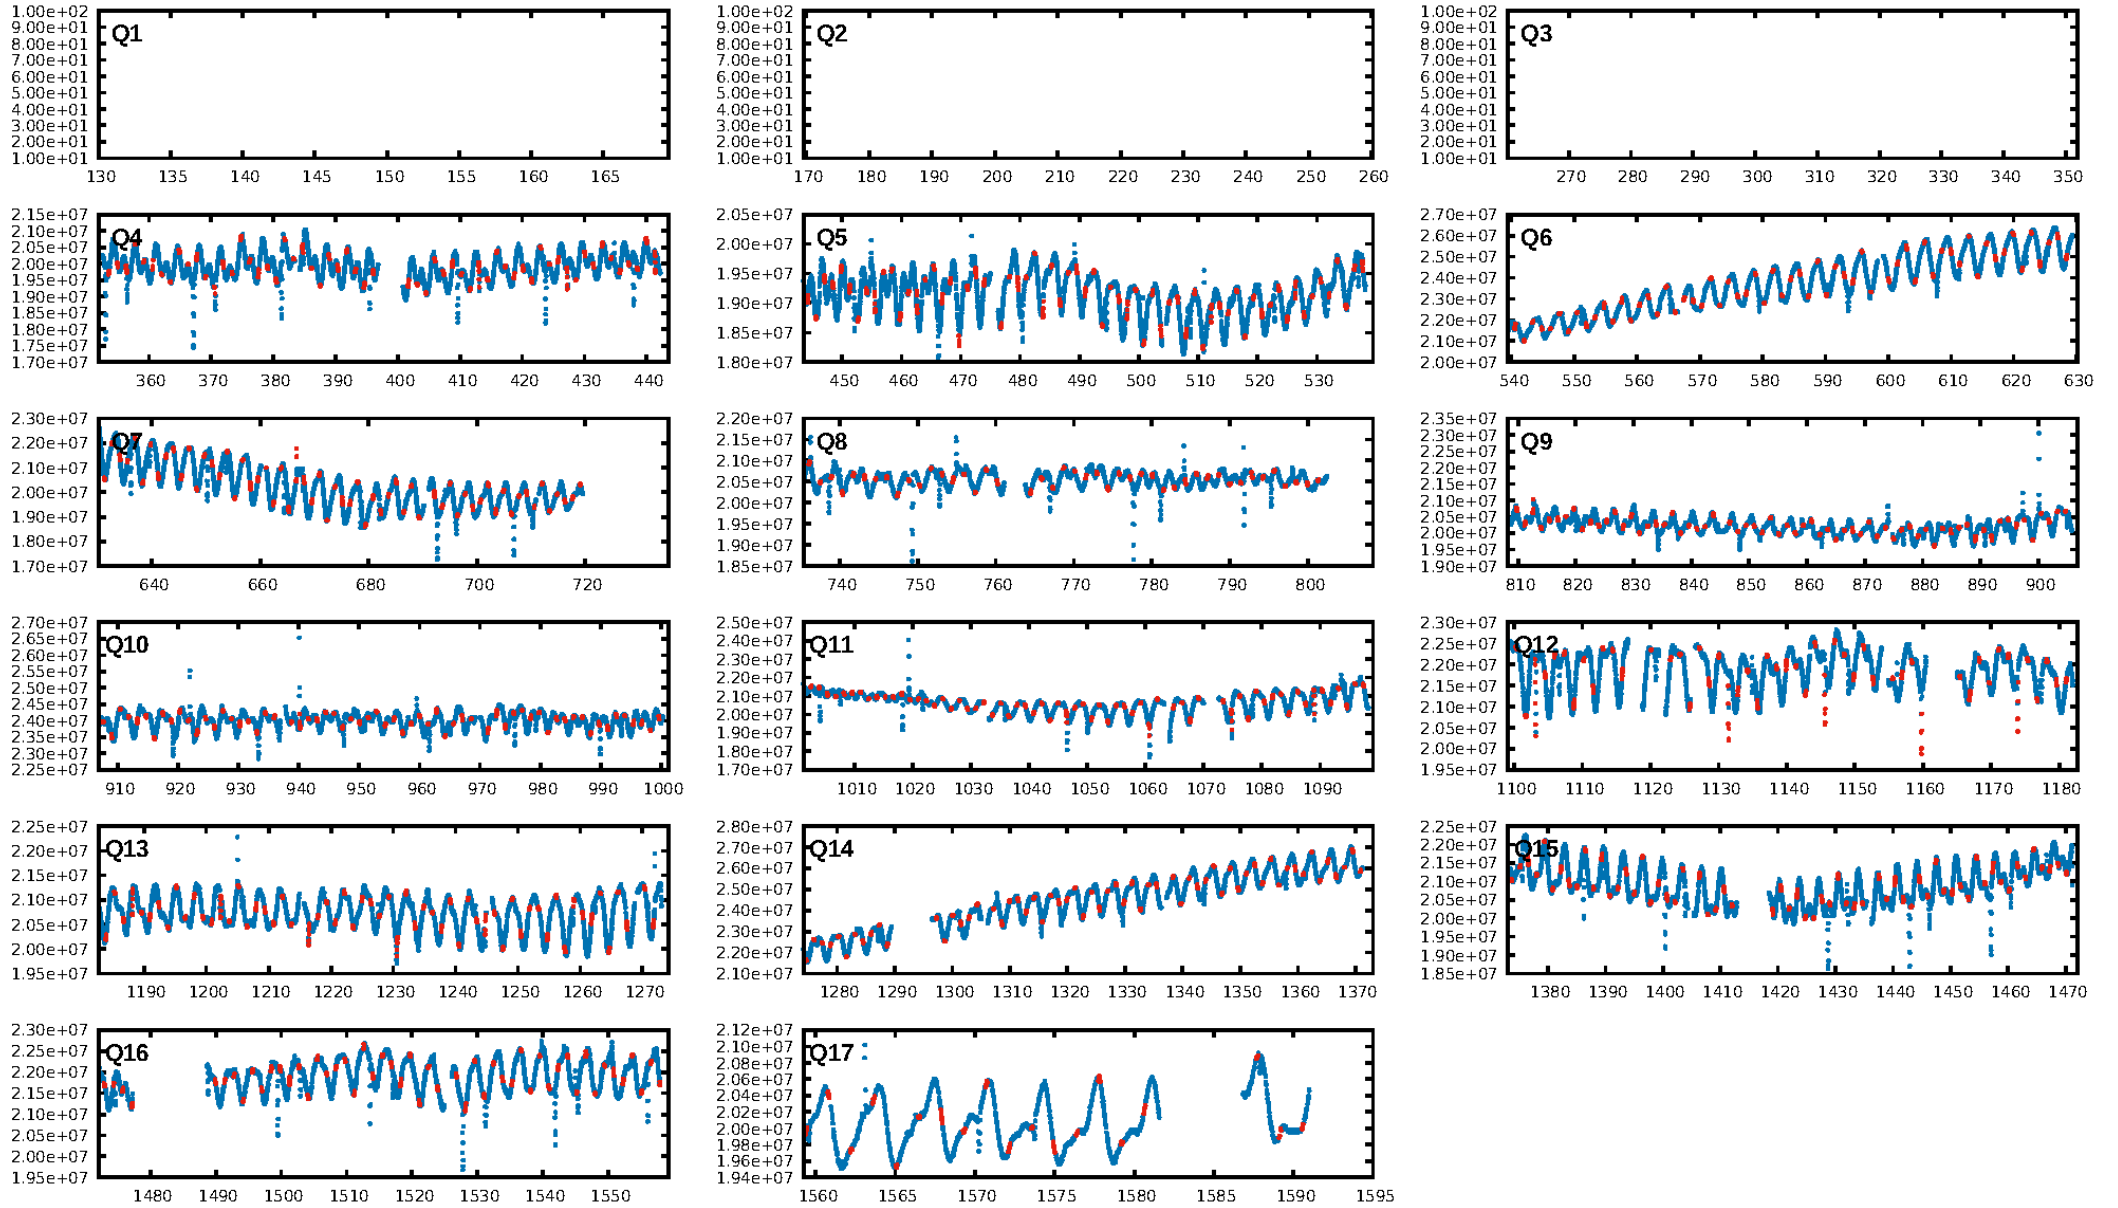 1.00e+02 9.00e+01 8.00e+01 7.00e+01 6.00e+01 5.00e+01 4.00e+01 3.00e+01 2.00e+01 1.00e+01
Q1
130 135 140 145 150 155 160 165
1.00e+02 9.00e+01 8.00e+01 7.00e+01 6.00e+01 5.00e+01 4.00e+01 3.00e+01 2.00e+01 1.00e+01
Q2
170 180 190 200 210 220 230 240 250 260
1.00e+02 9.00e+01 8.00e+01 7.00e+01 6.00e+01 5.00e+01 4.00e+01 3.00e+01 2.00e+01 1.00e+01
Q3
270 280 290 300 310 320 330 340 350
2.15e+07 2.10e+07 2.05e+07 2.00e+07 1.95e+07 1.90e+07 1.85e+07 1.80e+07 1.75e+07 1.70e+07
Q4
360 370 380 390 400 410 420 430 440
2.05e+07 2.00e+07 1.95e+07 1.90e+07 1.85e+07 1.80e+07
Q5
450 460 470 480 490 500 510 520 530
2.70e+07 2.60e+07 2.50e+07 2.40e+07 2.30e+07 2.20e+07 2.10e+07 2.00e+07
Q6
540 550 560 570 580 590 600 610 620 630
2.30e+07 2.20e+07 2.10e+07 2.00e+07 1.90e+07 1.80e+07 1.70e+07
Q7
640 660 680 700 720
2.20e+07 2.15e+07 2.10e+07 2.05e+07 2.00e+07 1.95e+07 1.90e+07 1.85e+07
Q8
740 750 760 770 780 790 800
2.35e+07 2.30e+07 2.25e+07 2.20e+07 2.15e+07 2.10e+07 2.05e+07 2.00e+07 1.95e+07 1.90e+07
Q9
810 820 830 840 850 860 870 880 890 900
2.70e+07 2.65e+07 2.60e+07 2.55e+07 2.50e+07 2.45e+07 2.40e+07 2.35e+07 2.30e+07 2.25e+07
Q10
910 920 930 940 950 960 970 980 990 1000
2.50e+07 2.40e+07 2.30e+07 2.20e+07 2.10e+07 2.00e+07 1.90e+07 1.80e+07 1.70e+07
Q11
1010 1020 1030 1040 1050 1060 1070 1080 1090
2.30e+07 2.25e+07 2.20e+07 2.15e+07 2.10e+07 2.05e+07 2.00e+07 1.95e+07
Q12
1100 1110 1120 1130 1140 1150 1160 1170 1180
2.25e+07 2.20e+07 2.15e+07 2.10e+07 2.05e+07 2.00e+07 1.95e+07
Q13
1190 1200 1210 1220 1230 1240 1250 1260 1270
2.80e+07 2.70e+07 2.60e+07 2.50e+07 2.40e+07 2.30e+07 2.20e+07 2.10e+07
Q14
1280 1290 1300 1310 1320 1330 1340 1350 1360 1370
2.25e+07 2.20e+07 2.15e+07 2.10e+07 2.05e+07 2.00e+07 1.95e+07 1.90e+07 1.85e+07
Q15
1380 1390 1400 1410 1420 1430 1440 1450 1460 1470
2.30e+07 2.25e+07 2.20e+07 2.15e+07 2.10e+07 2.05e+07 2.00e+07 1.95e+07
Q16
1480 1490 1500 1510 1520 1530 1540 1550
2.12e+07 2.10e+07 2.08e+07 2.06e+07 2.04e+07 2.02e+07 2.00e+07 1.98e+07 1.96e+07 1.94e+07
Q17
1560 1565 1570 1575 1580 1585 1590 1595